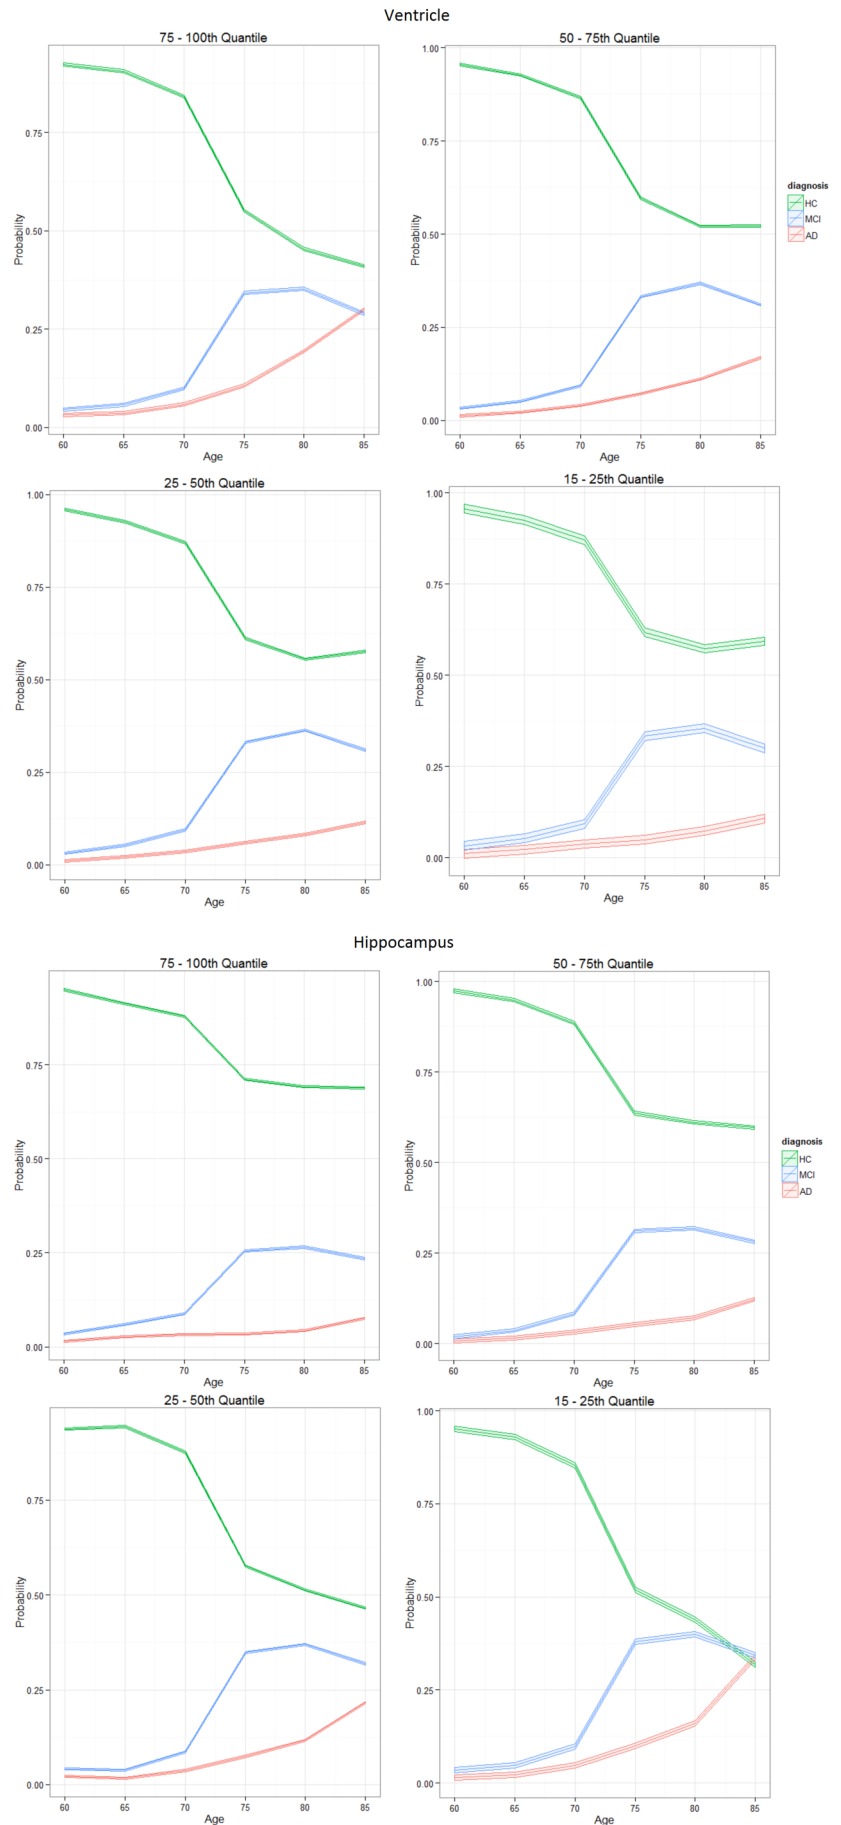 Ventricle
75 - 100th Quantile
0.75
0.50
0.25
0.00
Probability
60 65 70 75 80 85
Age
50 - 75th Quantile
1.00
0.75
0.50
0.25
0.00
Probability
60 65 70 75 80 85
Age
diagnosis
HC
MCI
AD
25 - 50th Quantile
1.00
0.75
0.50
0.25
0.00
Probability
60 65 70 75 80 85
Age
15 - 25th Quantile
1.00
0.75
0.50
0.25
0.00
Probability
60 65 70 75 80 85
Age
Hippocampus
75 - 100th Quantile
0.75
0.50
0.25
0.00
Probability
60 65 70 75 80 85
Age
50 - 75th Quantile
1.00
0.75
0.50
0.25
0.00
Probability
60 65 70 75 80 85
Age
diagnosis
HC
MCI
AD
25 - 50th Quantile
0.75
0.50
0.25
0.00
Probability
60 65 70 75 80 85
Age
15 - 25th Quantile
1.00
0.75
0.50
0.25
0.00
Probability
60 65 70 75 80 85
Age